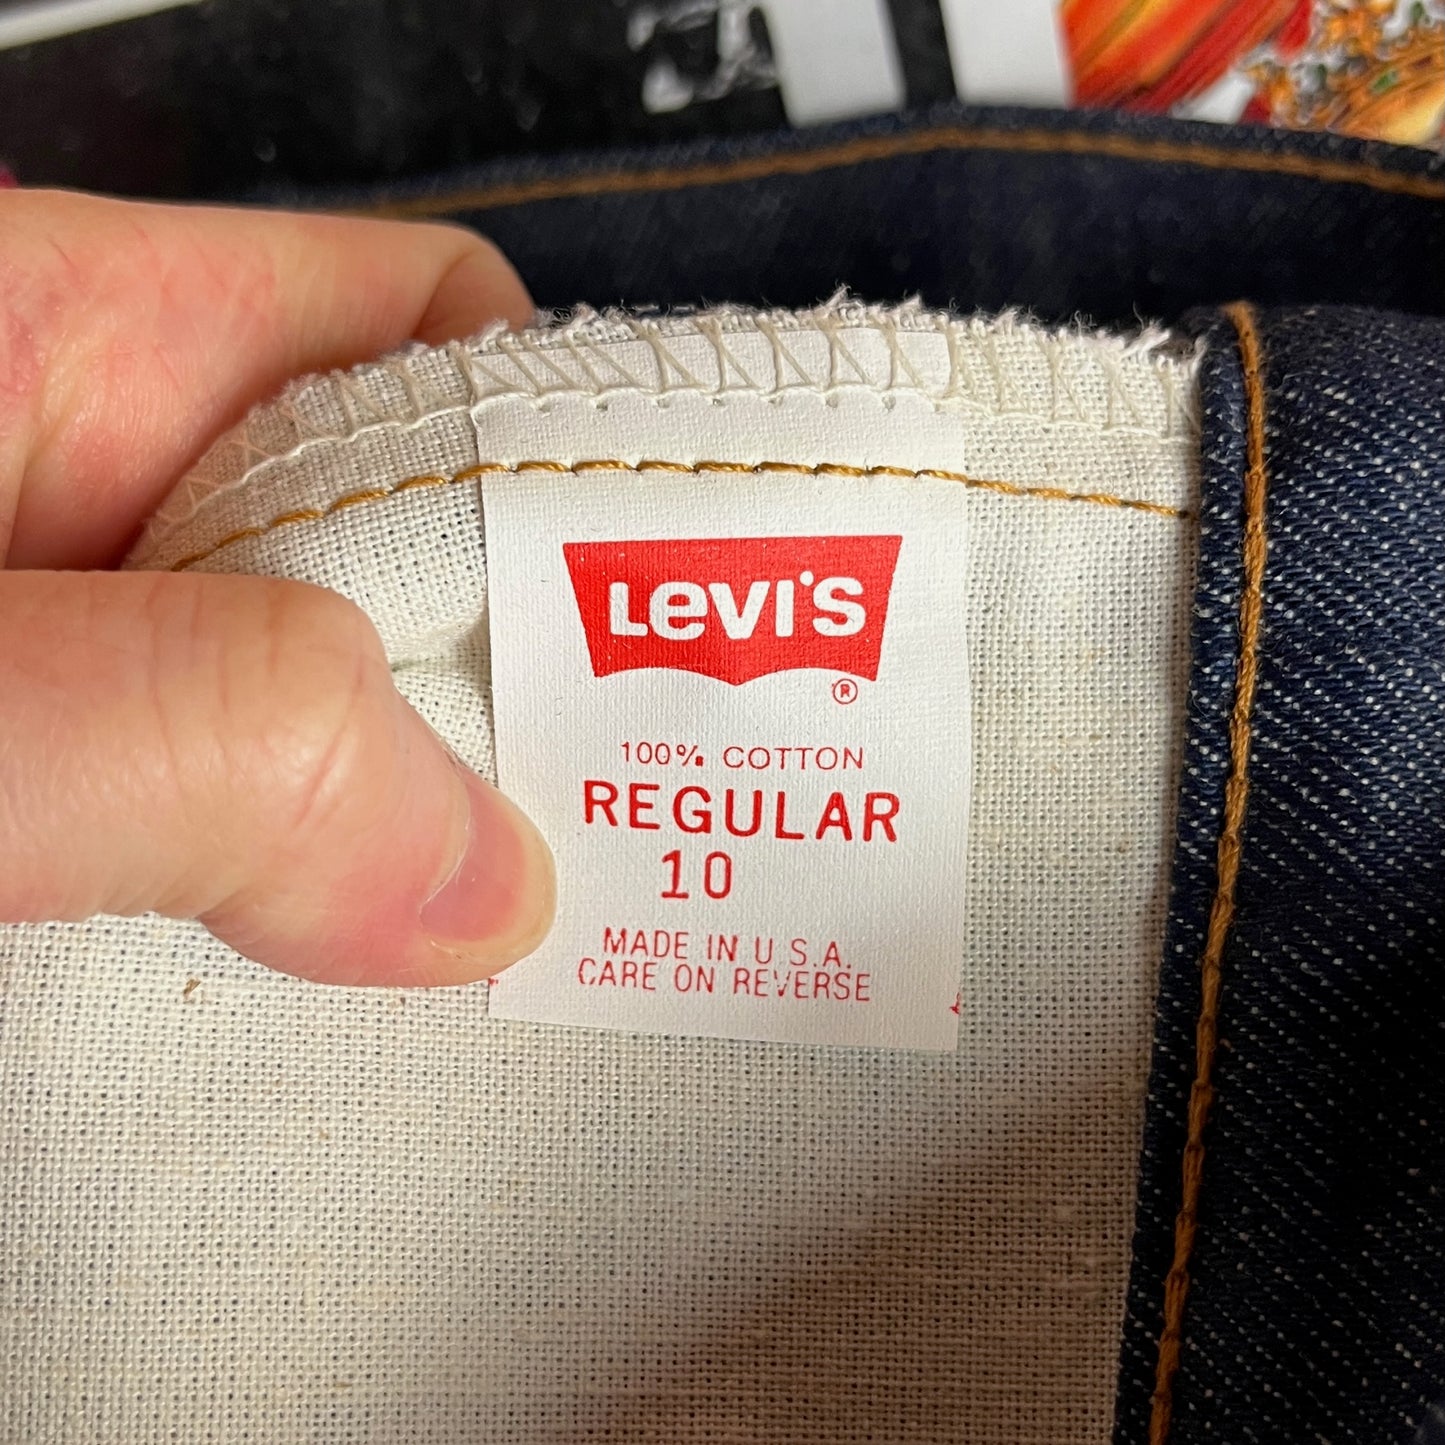 LEVI'S
®
100% COTTON
REGULAR
10
MADE IN U.S.A.
CARE ON REVERSE